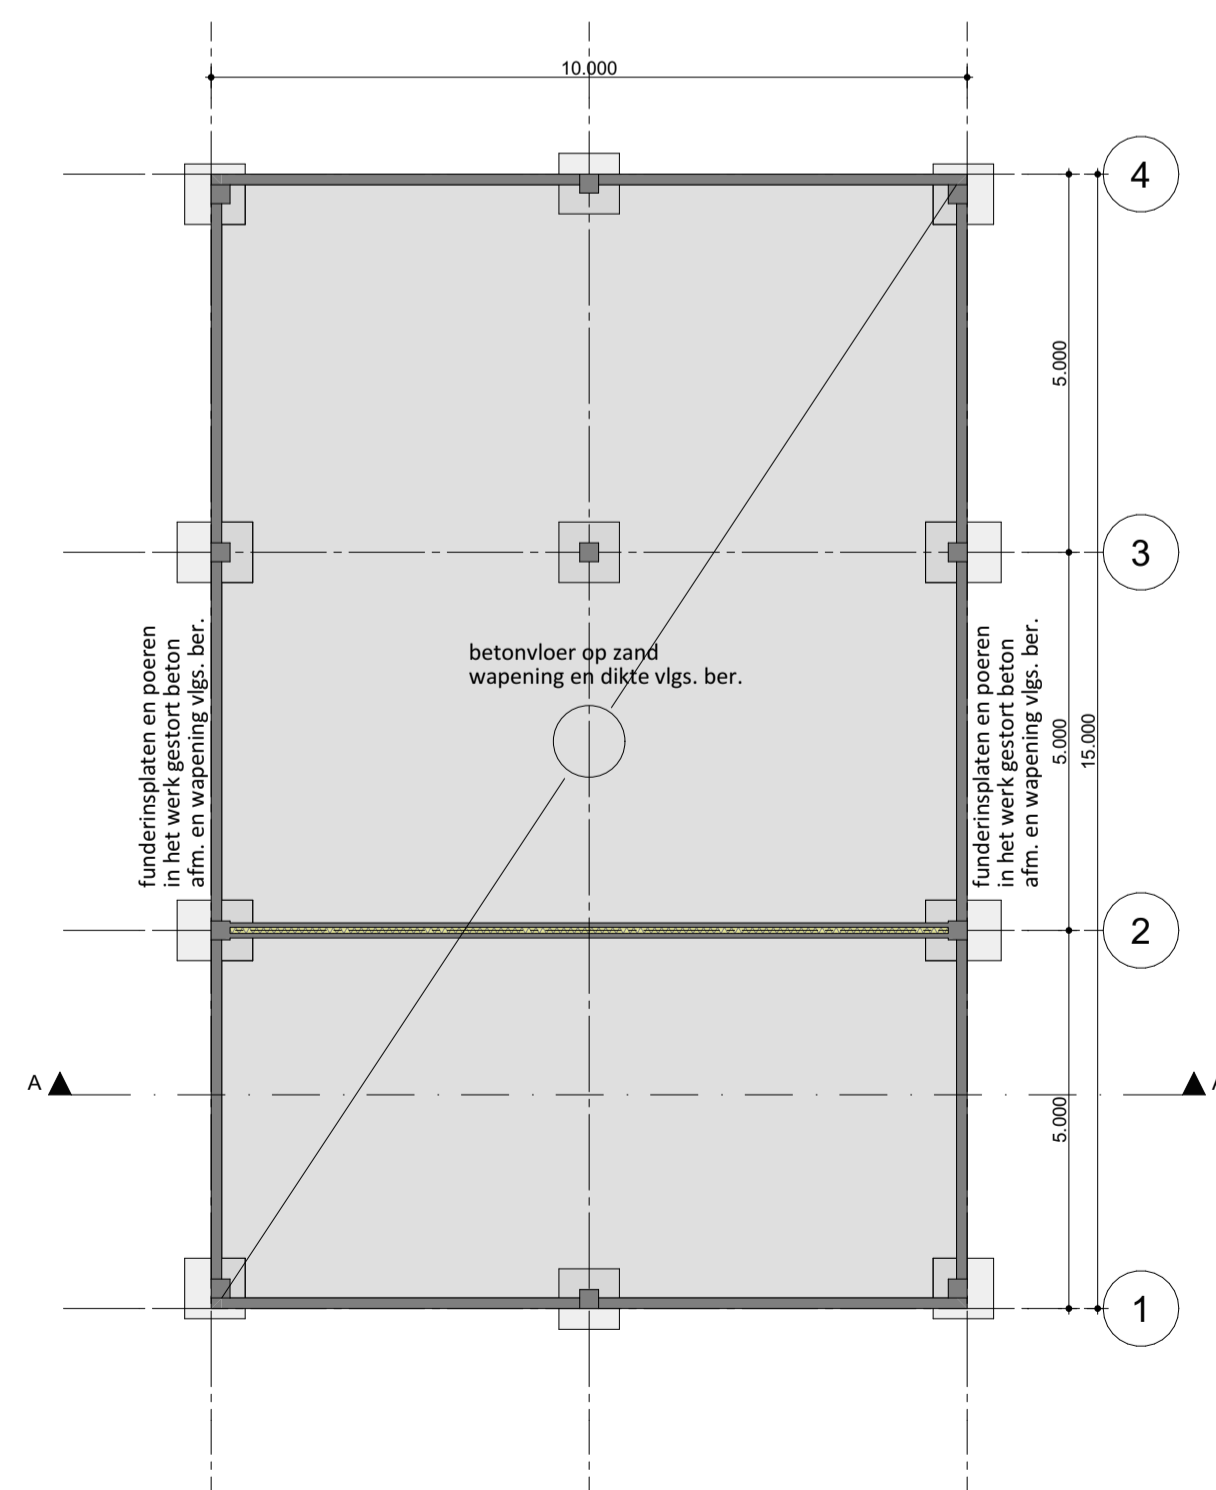 10.000
4
5.000
3
betonvloer op zand
wapening en dikte vlgs. ber.
funderinsplaten en poeren
in het werk gestort beton
afm. en wapening vlgs. ber.
funderinsplaten en poeren
in het werk gestort beton
afm. en wapening vlgs. ber.
5.000
15.000
2
A
5.000
1